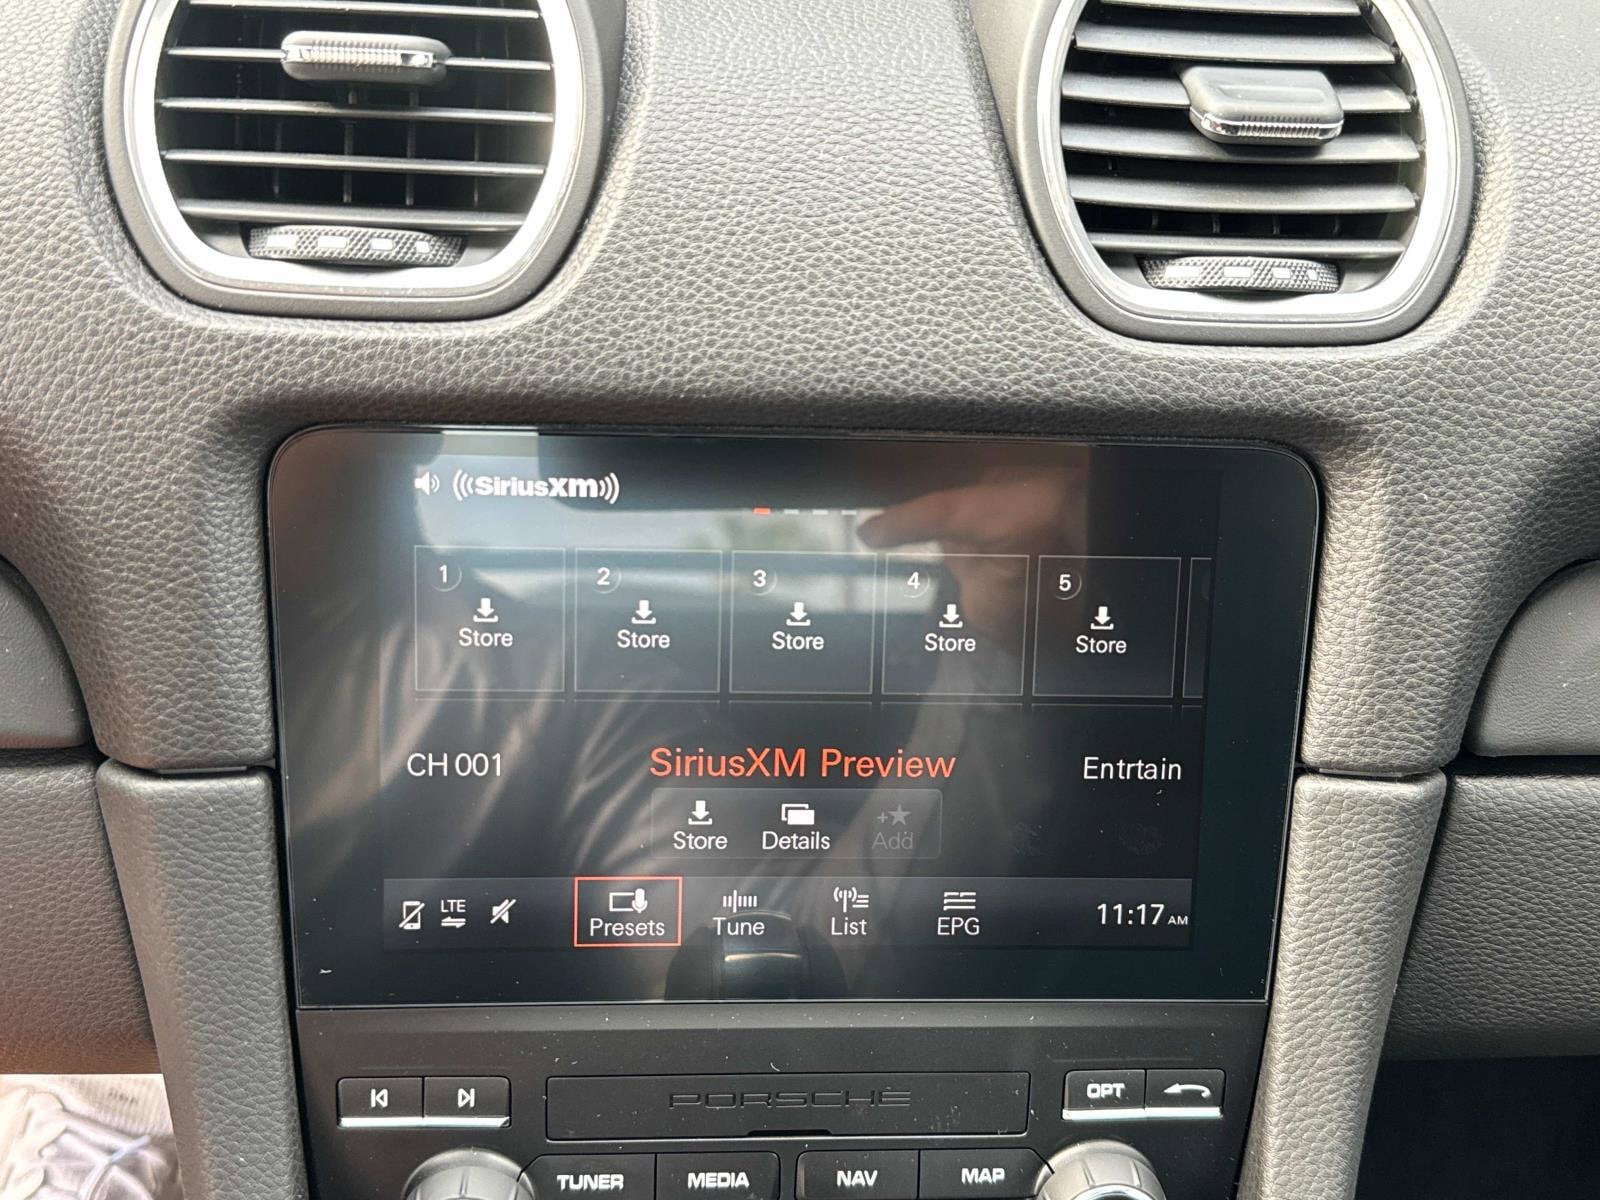 SiriusXM
1 2 3 4 5
Store Store Store Store Store
CH 001 SiriusXM Preview Entrtain
Store Details Add
LTE Presets Tune List EPG 11:17 AM
PORSCHE OPT
TUNER MEDIA NAV MAP